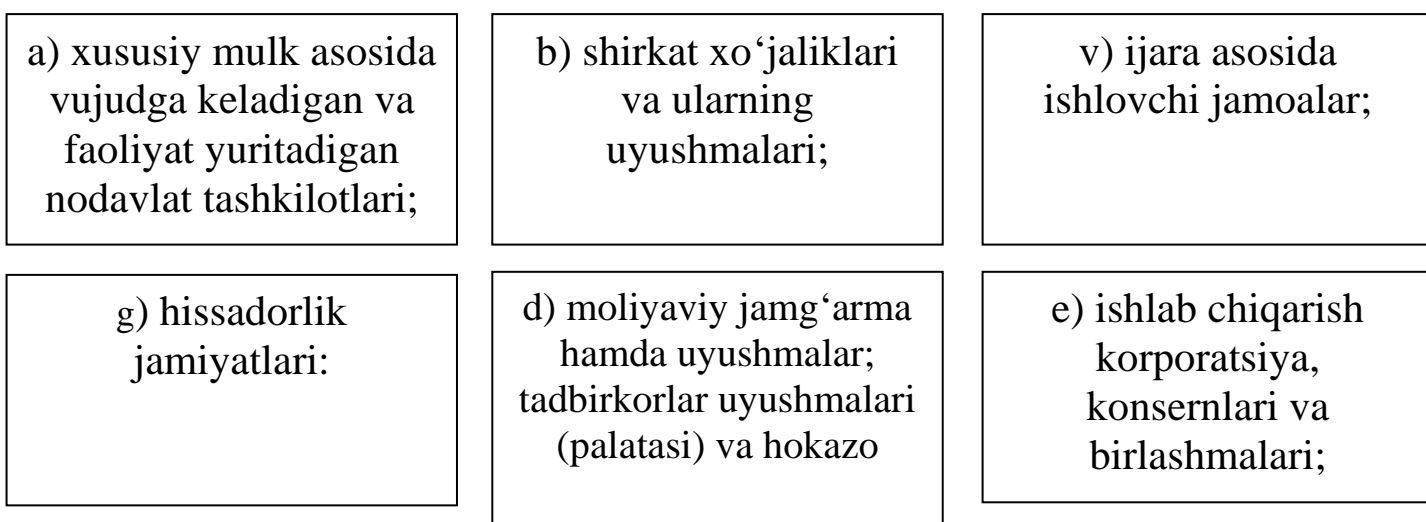 a) xususiy mulk asosida
vujudga keladigan va
faoliyat yuritadigan
nodavlat tashkilotlari;
b) shirkat xo‘jaliklari
va ularning
uyushmalari;
v) ijara asosida
ishlovchi jamoalar;
g) hissadorlik
jamiyatlari:
d) moliyaviy jamg‘arma
hamda uyushmalar;
tadbirkorlar uyushmalari
(palatasi) va hokazo
e) ishlab chiqarish
korporatsiya,
konsernlari va
birlashmalari;